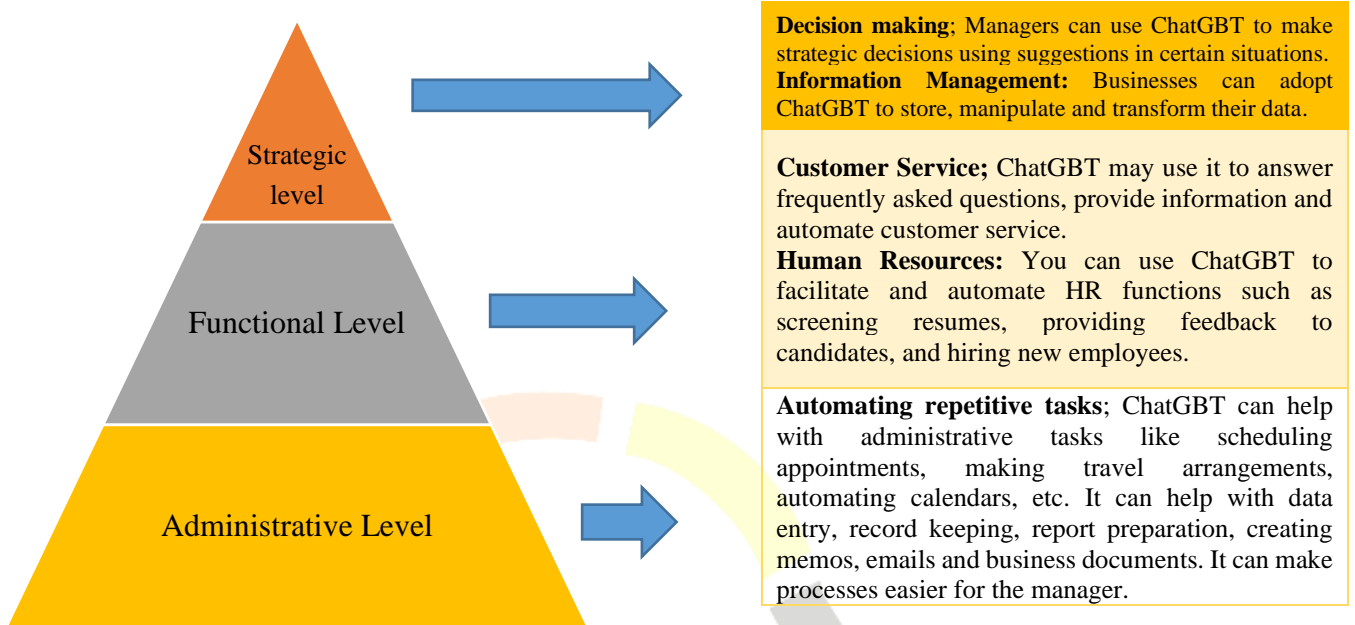 Strategic
level
Functional Level
Administrative Level
Decision making; Managers can use ChatGBT to make
strategic decisions using suggestions in certain situations.
Information Management: Businesses can adopt
ChatGBT to store, manipulate and transform their data.
Customer Service; ChatGBT may use it to answer
frequently asked questions, provide information and
automate customer service.
Human Resources: You can use ChatGBT to
facilitate and automate HR functions such as
screening resumes, providing feedback to
candidates, and hiring new employees.
Automating repetitive tasks; ChatGBT can help
with administrative tasks like scheduling
appointments, making travel arrangements,
automating calendars, etc. It can help with data
entry, record keeping, report preparation, creating
memos, emails and business documents. It can make
processes easier for the manager.